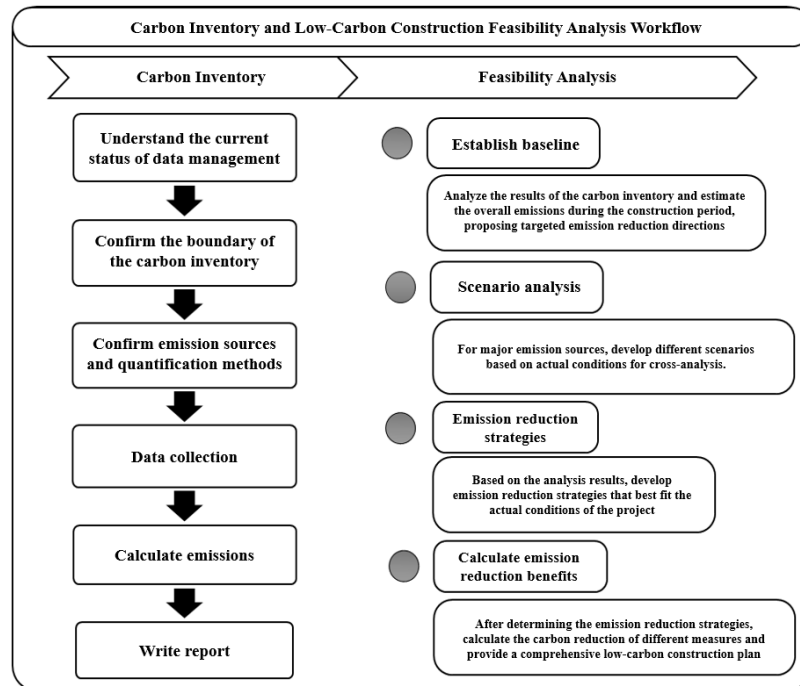 Carbon Inventory and Low-Carbon Construction Feasibility Analysis Workflow
Carbon Inventory
Feasibility Analysis
Understand the current
status of data management
Confirm the boundary of
the carbon inventory
Confirm emission sources
and quantification methods
Data collection
Calculate emissions
Write report
Establish baseline
Analyze the results of the carbon inventory and estimate
the overall emissions during the construction period,
proposing targeted emission reduction directions
Scenario analysis
For major emission sources, develop different scenarios
based on actual conditions for cross-analysis.
Emission reduction
strategies
Based on the analysis results, develop
emission reduction strategies that best fit the
actual conditions of the project
Calculate emission
reduction benefits
After determining the emission reduction strategies,
calculate the carbon reduction of different measures and
provide a comprehensive low-carbon construction plan